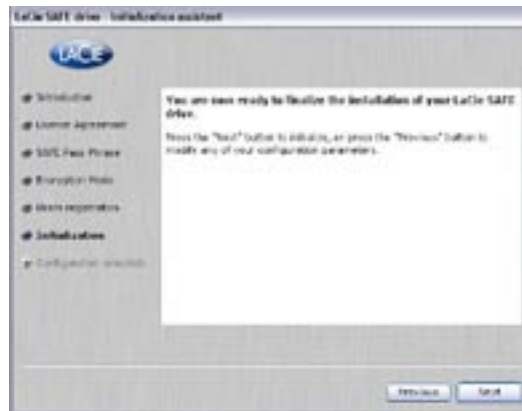 LaCie SAFE drive - Initialization assistant
LACIE
Introduction
License Agreement
SAFE Pass Phrase
Encryption Mode
Users registration
Initialization
Configuration
You are now ready to finalize the installation of your LaCie SAFE
drive.
Press the "Next" button to initialize, or press the "Previous" button to
modify any of your configuration parameters.
Previous
Next